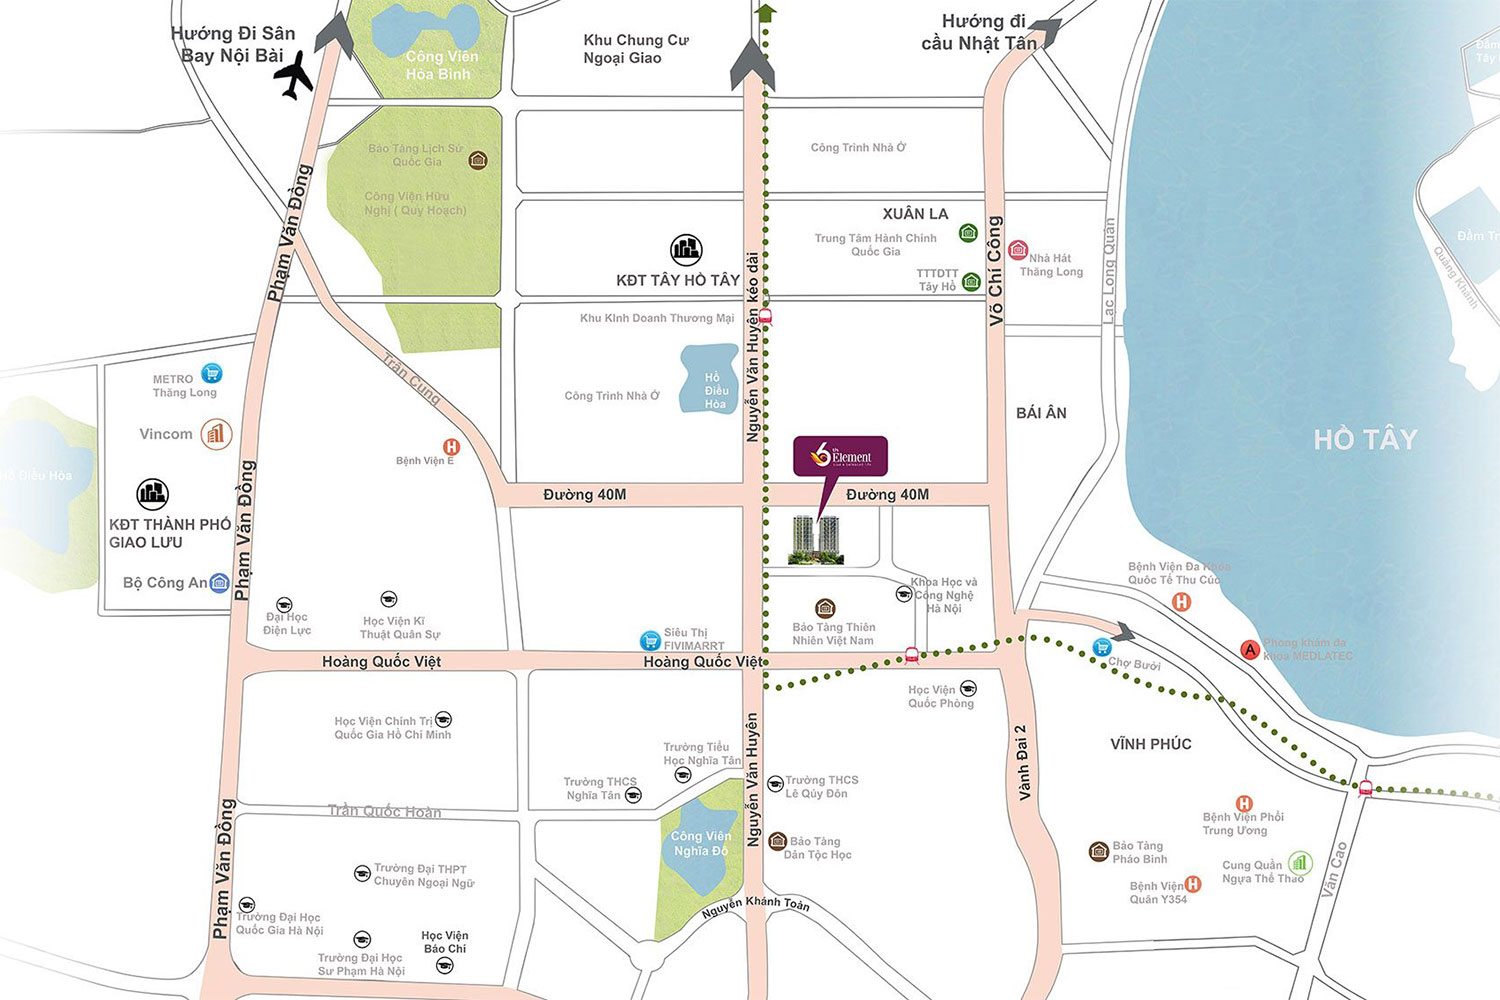 Hướng Đi Sân
Bay Nội Bài
Công Viên
Hòa Bình
Khu Chung Cư
Ngoại Giao
Hướng đi
cầu Nhật Tân
Bảo Tàng Lịch Sử
Quốc Gia
Công Viên Hữu
Nghị ( Quy Hoạch)
Công Trình Nhà Ở
Phạm Văn Đồng
XUÂN LA
Trung Tâm Hành Chính
Quốc Gia
TTTDTT
Tây Hồ
Võ Chí Công
Nhà Hát
Thăng Long
Lạc Long Quân
Quảng Khánh
KĐT TÂY HỒ TÂY
Khu KInh Doanh Thương Mại
Nguyễn Văn Huyên kéo dài
Hồ
Điều
Hòa
Công Trình Nhà Ở
Trần Cung
METRO
Thăng Long
Vincom
Bệnh Viện E
BÁI ÂN
HỒ TÂY
6th
Element
Hồ Điều Hòa
KĐT THÀNH PHỐ
GIAO LƯU
Phạm Văn Đồng
Đường 40M
Đường 40M
Bộ Công An
Bệnh Viện Đa Khoa
Quốc Tế Thu Cúc
Khoa Học và
Công Nghệ
Hà Nội
Đại Học
Điện Lực
Học Viện Kĩ
Thuật Quân Sự
Siêu Thị
FIVIMARRT
Bảo Tàng Thiên
Nhiên Việt Nam
Hoàng Quốc Việt
Hoàng Quốc Việt
Chợ Bưởi
A
Phòng khám đa
khoa MEDLATEC
Học Viện
Quốc Phòng
Học Viện Chính Trị
Quốc Gia Hồ Chí Minh
Trường Tiểu
Học Nghĩa Tân
Nguyễn Văn Huyên
Vành Đai 2
VĨNH PHÚC
Trường THCS
Nghĩa Tân
Trường THCS
Lê Qúy Đôn
Trần Quốc Hoàn
Phạm Văn Đồng
Công Viên
Nghĩa Đô
Bảo Tàng
Dân Tộc Học
Bệnh Viện Phổi
Trung Ương
Bảo Tàng
Pháo Binh
Cung Quần
Ngựa Thể Thao
Bệnh Viện
Quân Y354
Văn Cao
Trường Đại THPT
Chuyên Ngoại Ngữ
Nguyễn Khánh Toàn
Trường Đại Học
Quốc Gia Hà Nội
Học Viện
Báo Chí
Trường Đại Học
Sư Phạm Hà Nội